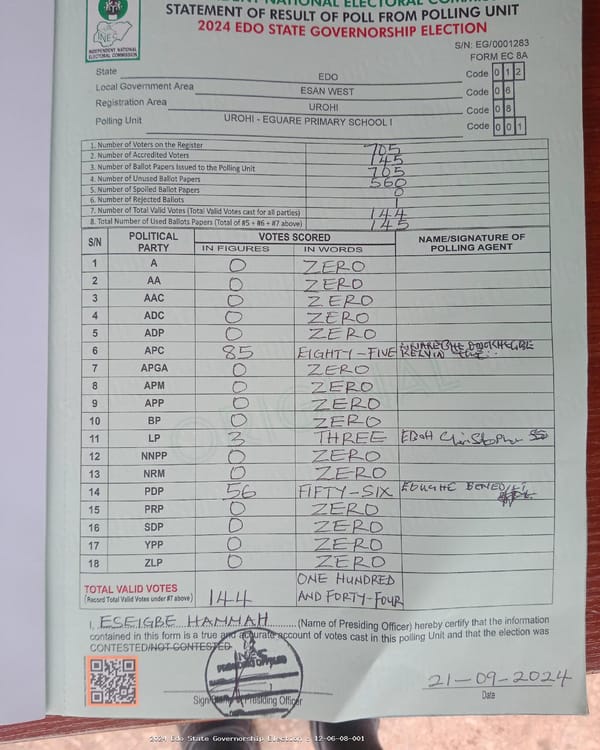 INDEPENDENT NATIONAL ELECTORAL COMMISSION
STATEMENT OF RESULT OF POLL FROM POLLING UNIT
2024 EDO STATE GOVERNORSHIP ELECTION
INEC
INDEPENDENT NATIONAL ELECTORAL COMMISSION
S/N: EG/0001283
FORM EC 8A
State EDO Code 0 1 2
Local Government Area ESAN WEST Code 0 6
Registration Area UROHI Code 0 8
Polling Unit UROHI - EGUARE PRIMARY SCHOOL I Code 0 0 1
1. Number of Voters on the Register 705
2. Number of Accredited Voters 145
3. Number of Ballot Papers Issued to the Polling Unit 705
4. Number of Unused Ballot Papers 560
5. Number of Spoiled Ballot Papers 0
6. Number of Rejected Ballots 1
7. Number of Total Valid Votes (Total Valid Votes cast for all parties) 144
8. Total Number of Used Ballots Papers (Total of #5 + #6 + #7 above) 145
S/N POLITICAL PARTY VOTES SCORED NAME/SIGNATURE OF POLLING AGENT
IN FIGURES IN WORDS
1 A 0 ZERO
2 AA 0 ZERO
3 AAC 0 ZERO
4 ADC 0 ZERO
5 ADP 0 ZERO
6 APC 85 EIGHTY-FIVE KELVIN
7 APGA 0 ZERO
8 APM 0 ZERO
9 APP 0 ZERO
10 BP 0 ZERO
11 LP 3 THREE EBOH Christopher
12 NNPP 0 ZERO
13 NRM 0 ZERO
14 PDP 56 FIFTY-SIX
15 PRP 0 ZERO
16 SDP 0 ZERO
17 YPP 0 ZERO
18 ZLP 0 ZERO
ORIGINAL
TOTAL VALID VOTES
(Record Total Valid Votes under #7 above) 144 ONE HUNDRED AND FORTY-FOUR
I, ESEIGBE HANNAH (Name of Presiding Officer) hereby certify that the information
contained in this form is a true and accurate account of votes cast in this polling Unit and that the election was
CONTESTED/NOT CONTESTED
INEC
PRESIDING OFFICER
Signature of Presiding Officer
21-09-2024
Date
2024 Edo State Governorship Election - 12-06-08-001